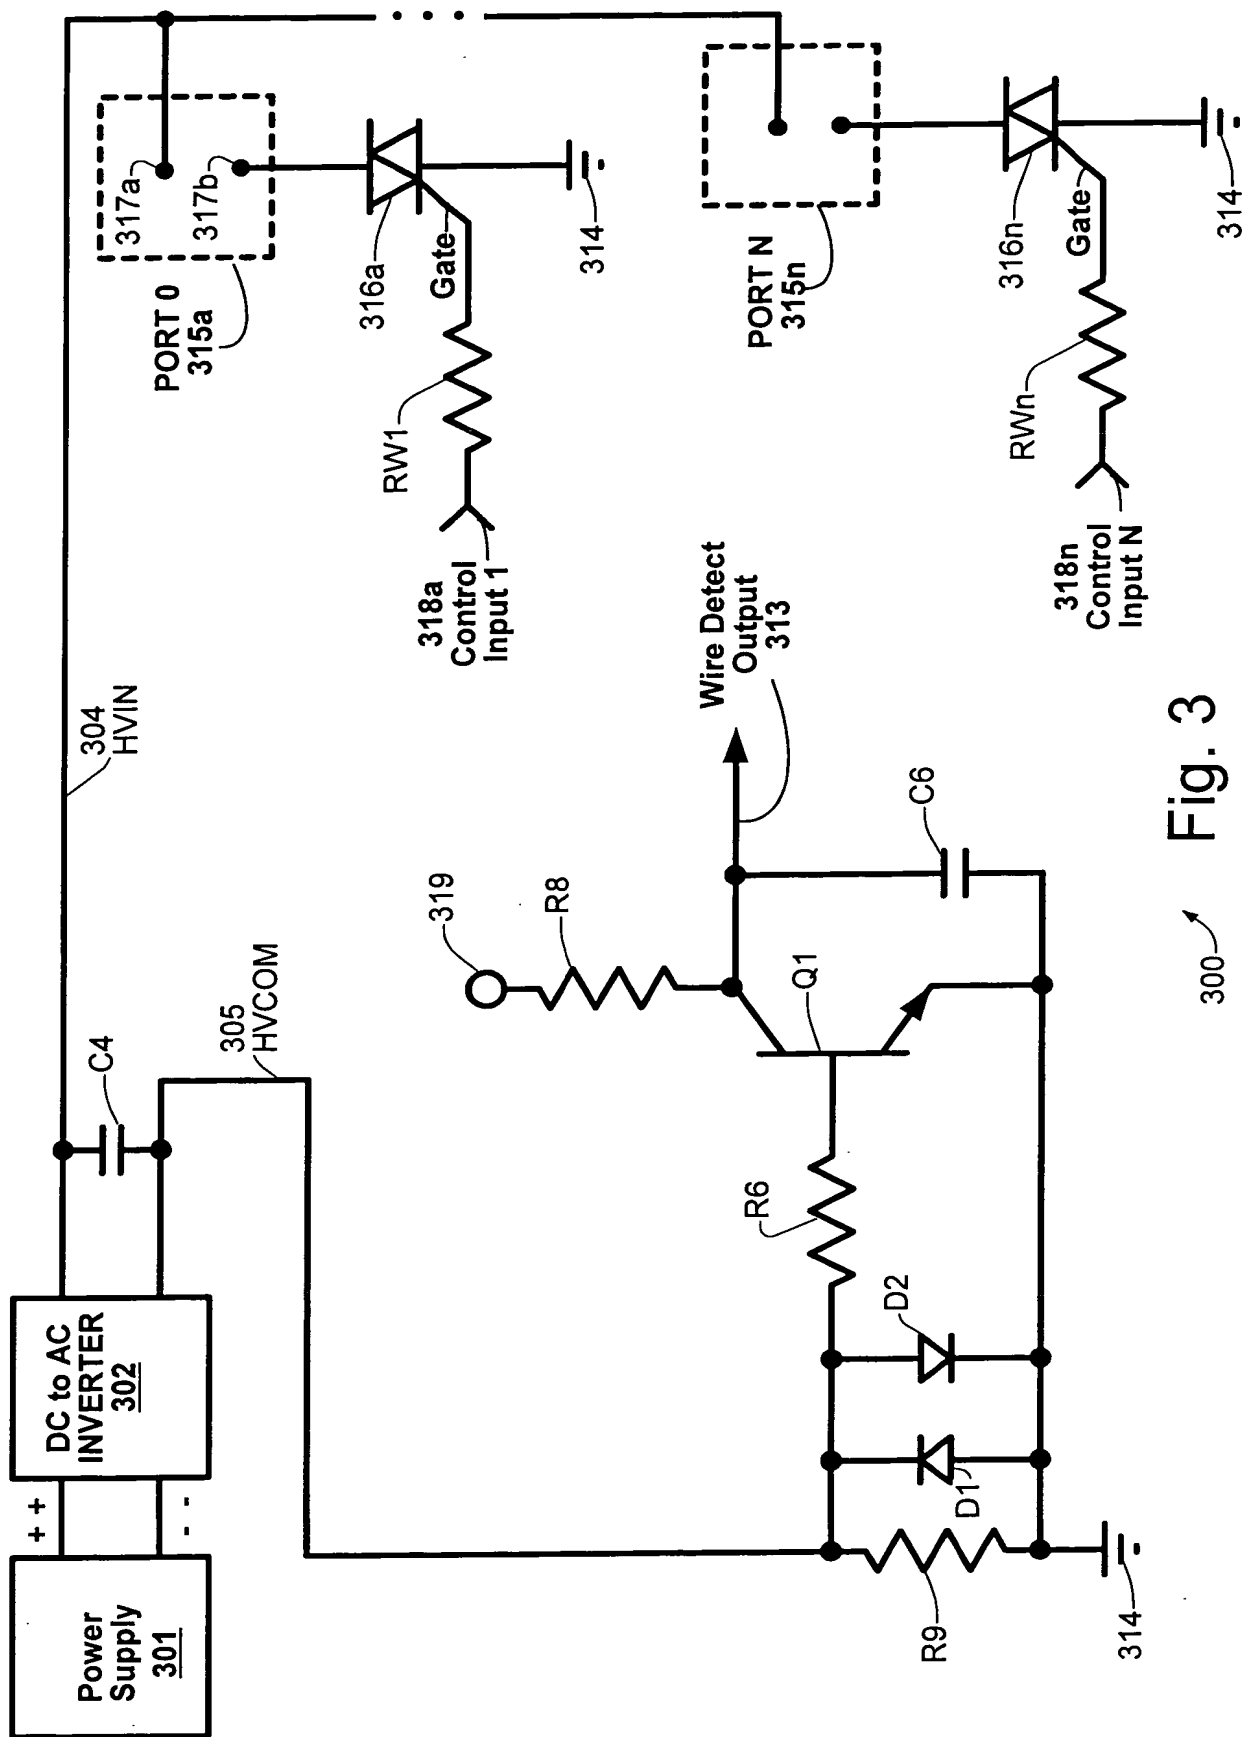 Power
Supply
301
+ +
- -
DC to AC
INVERTER
302
C4
304
HVIN
305
HVCOM
317a
317b
PORT 0
315a
316a
Gate
314
RW1
318a
Control
Input 1
PORT N
315n
316n
Gate
314
RWn
318n
Control
Input N
319
R8
Wire Detect
Output
313
Q1
C6
R6
D2
D1
R9
314
300
Fig. 3